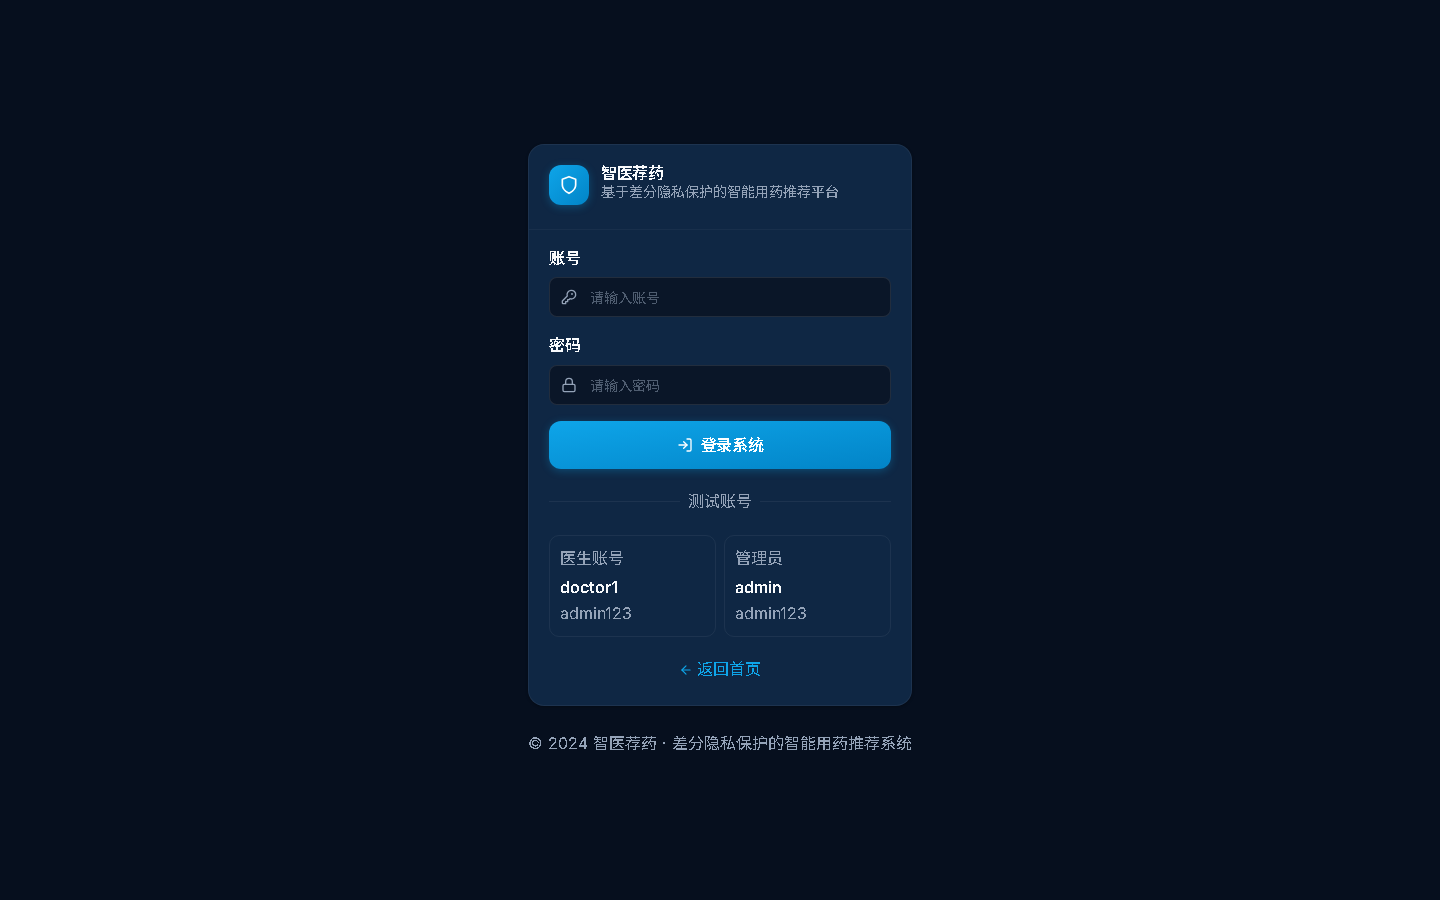 智医荐药
基于差分隐私保护的智能用药推荐平台
账号
请输入账号
密码
请输入密码
登录系统
测试账号
医生账号
doctor1
admin123
管理员
admin
admin123
← 返回首页
© 2024 智医荐药 · 差分隐私保护的智能用药推荐系统